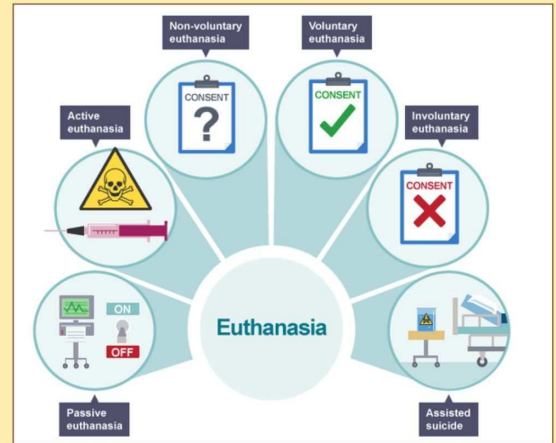 Non-voluntary
euthanasia
Voluntary
euthanasia
CONSENT
?
CONSENT
Active
euthanasia
Involuntary
euthanasia
CONSENT
ON
OFF
Euthanasia
Passive
euthanasia
Assisted
suicide